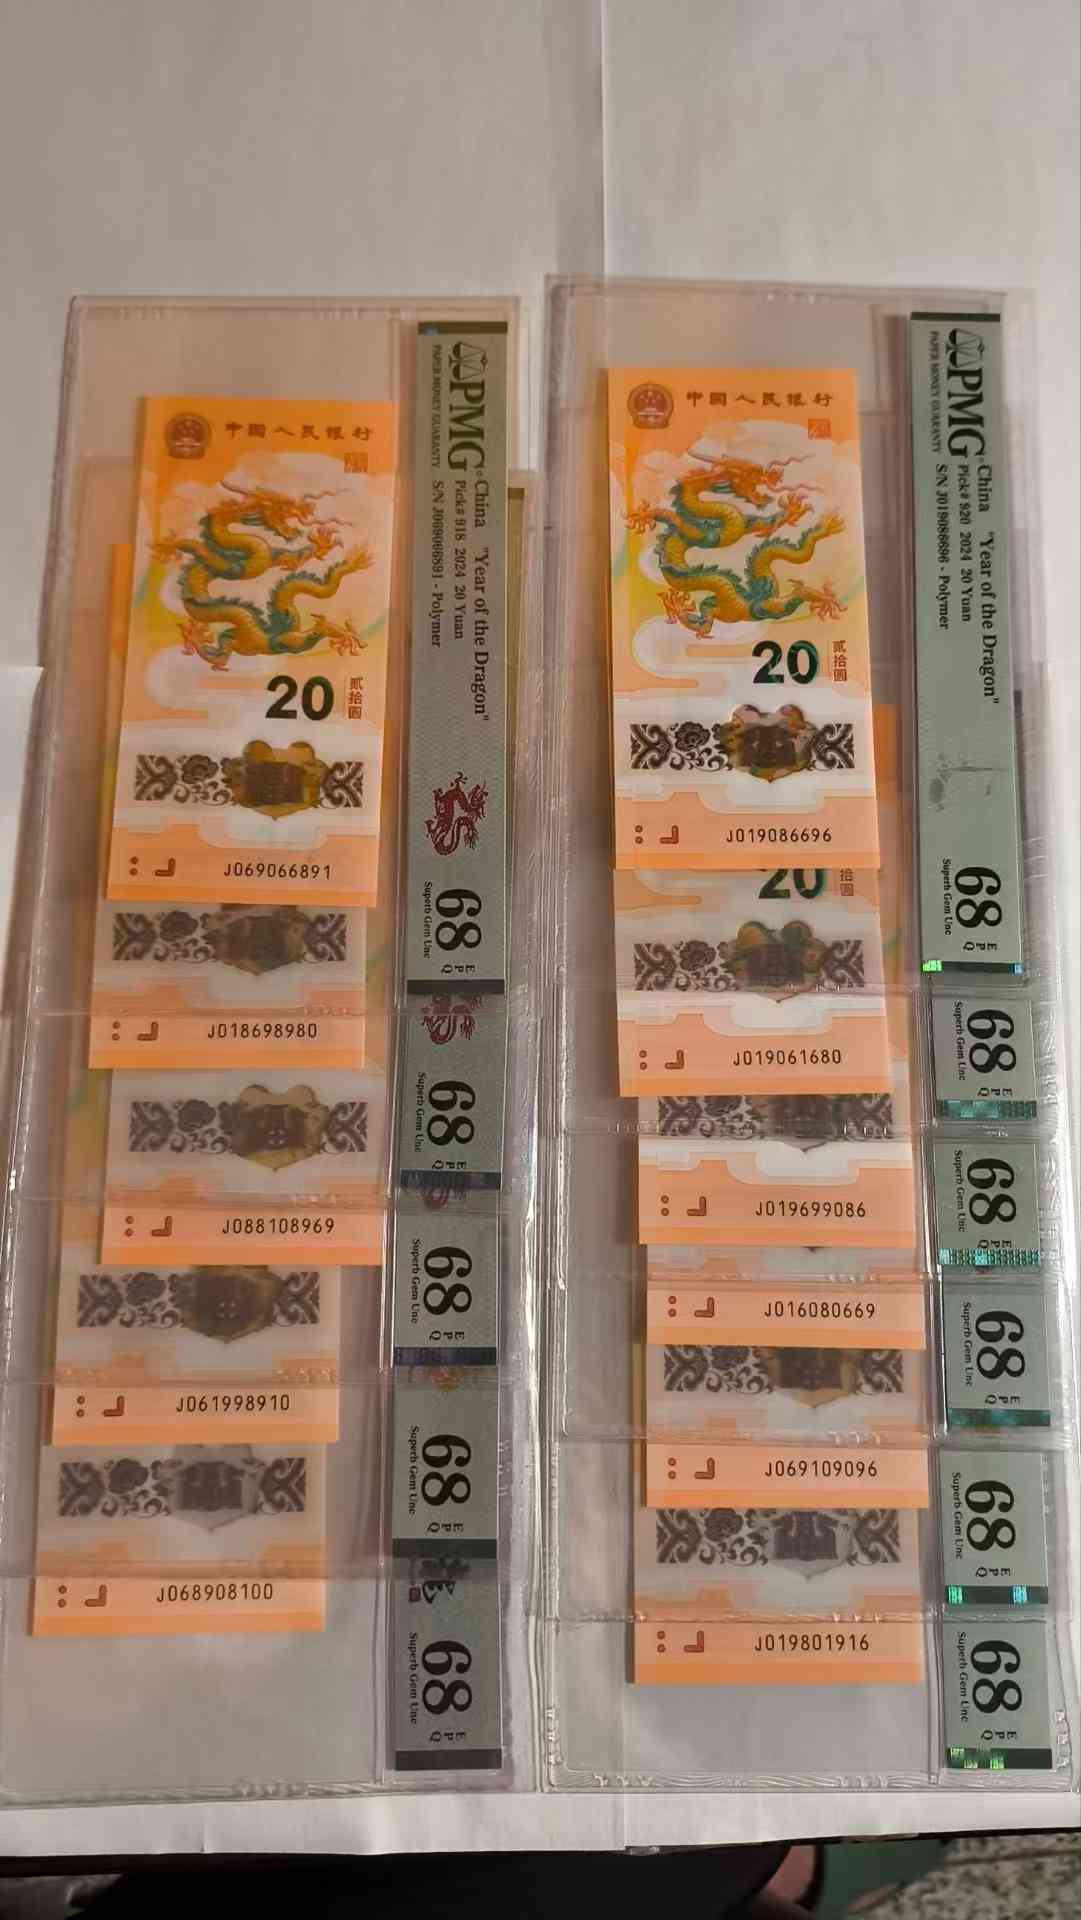 中国人民银行
20
贰拾圆
J069066891
PMG
PAPER MONEY GUARANTY
China "Year of the Dragon"
Pick# 918 2024 20 Yuan
S/N J069066891 - Polymer
68
EPQ
Superb Gem Unc
J018698980
68
EPQ
Superb Gem Unc
J088108969
68
EPQ
Superb Gem Unc
J061998910
68
EPQ
Superb Gem Unc
J068908100
68
EPQ
Superb Gem Unc
中国人民银行
20
贰拾圆
J019086696
PMG
PAPER MONEY GUARANTY
China "Year of the Dragon"
Pick# 920 2024 20 Yuan
S/N J019086696 - Polymer
68
EPQ
Superb Gem Unc
20
拾圆
J019061680
68
EPQ
Superb Gem Unc
J019699086
68
EPQ
Superb Gem Unc
J016080669
68
EPQ
Superb Gem Unc
J069109096
68
EPQ
Superb Gem Unc
J019801916
68
EPQ
Superb Gem Unc